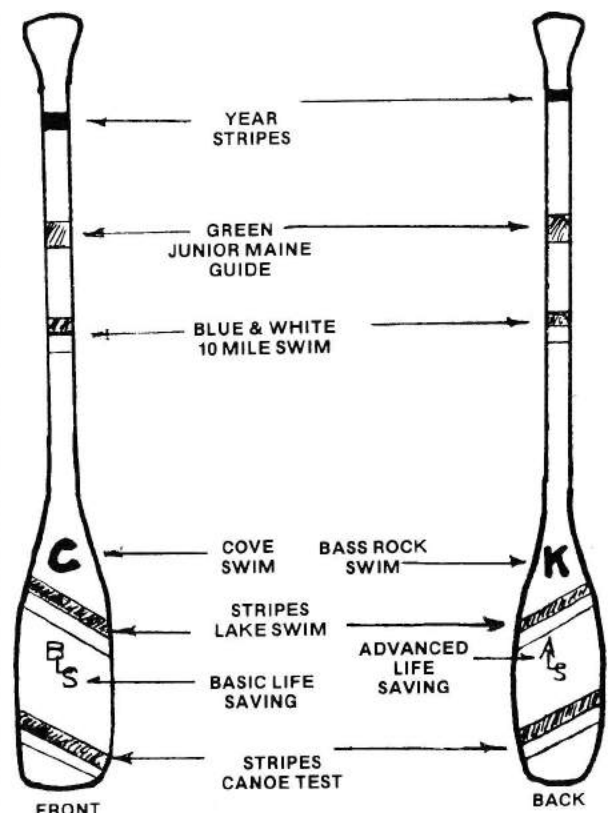 YEAR
STRIPES
GREEN
JUNIOR MAINE
GUIDE
BLUE & WHITE
10 MILE SWIM
C
COVE
SWIM
BASS ROCK
SWIM
K
STRIPES
LAKE SWIM
BLS
BASIC LIFE
SAVING
ADVANCED
LIFE
SAVING
ALS
STRIPES
CANOE TEST
FRONT
BACK